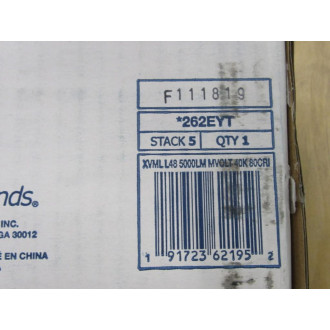 F111819
*262EYT
STACK 5 QTY 1
XVML L48 5000LM MVOLT 40K 80CRI
1 91723 62195 2
nds®
INC.
GA 30012
É EN CHINA